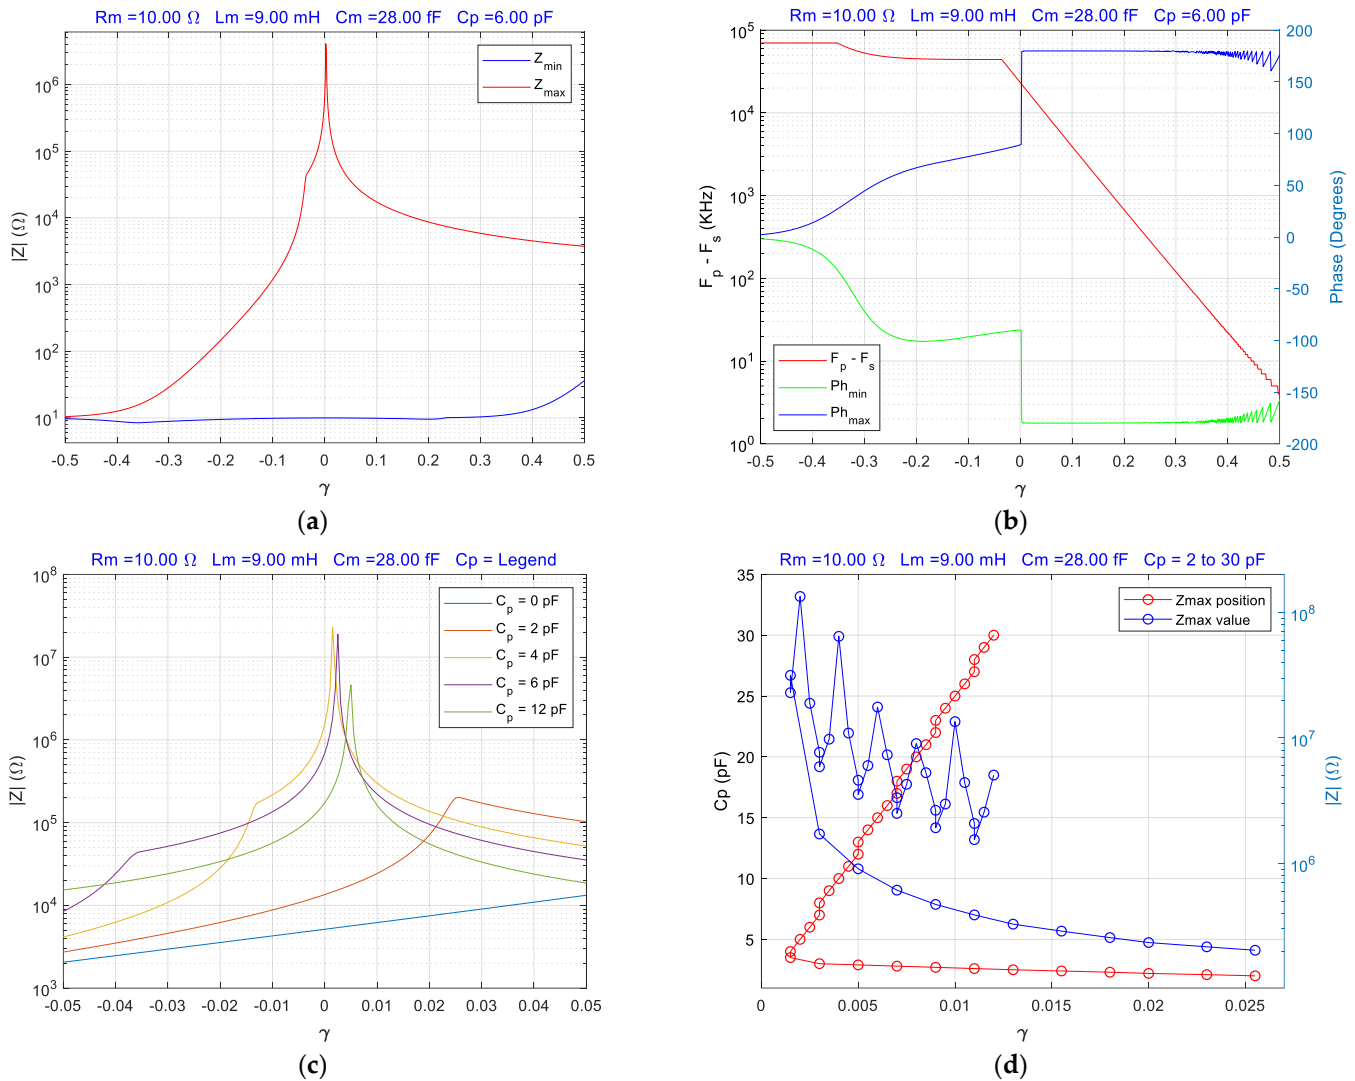 Rm =10.00 Ω   Lm =9.00 mH   Cm =28.00 fF   Cp =6.00 pF
|Z| (Ω)
10^6
10^5
10^4
10^3
10^2
10^1
Z_min
Z_max
-0.5 -0.4 -0.3 -0.2 -0.1 0 0.1 0.2 0.3 0.4 0.5
γ
(a)
Rm =10.00 Ω   Lm =9.00 mH   Cm =28.00 fF   Cp =6.00 pF
F_p - F_s (KHz)
10^5
10^4
10^3
10^2
10^1
10^0
200
150
100
50
0
-50
-100
-150
-200
Phase (Degrees)
F_p - F_s
Ph_min
Ph_max
-0.5 -0.4 -0.3 -0.2 -0.1 0 0.1 0.2 0.3 0.4 0.5
γ
(b)
Rm =10.00 Ω   Lm =9.00 mH   Cm =28.00 fF   Cp = Legend
|Z| (Ω)
10^8
10^7
10^6
10^5
10^4
10^3
C_p = 0 pF
C_p = 2 pF
C_p = 4 pF
C_p = 6 pF
C_p = 12 pF
-0.05 -0.04 -0.03 -0.02 -0.01 0 0.01 0.02 0.03 0.04 0.05
γ
(c)
Rm =10.00 Ω   Lm =9.00 mH   Cm =28.00 fF   Cp = 2 to 30 pF
Cp (pF)
35
30
25
20
15
10
5
Zmax position
Zmax value
10^8
10^7
10^6
|Z| (Ω)
0 0.005 0.01 0.015 0.02 0.025
γ
(d)